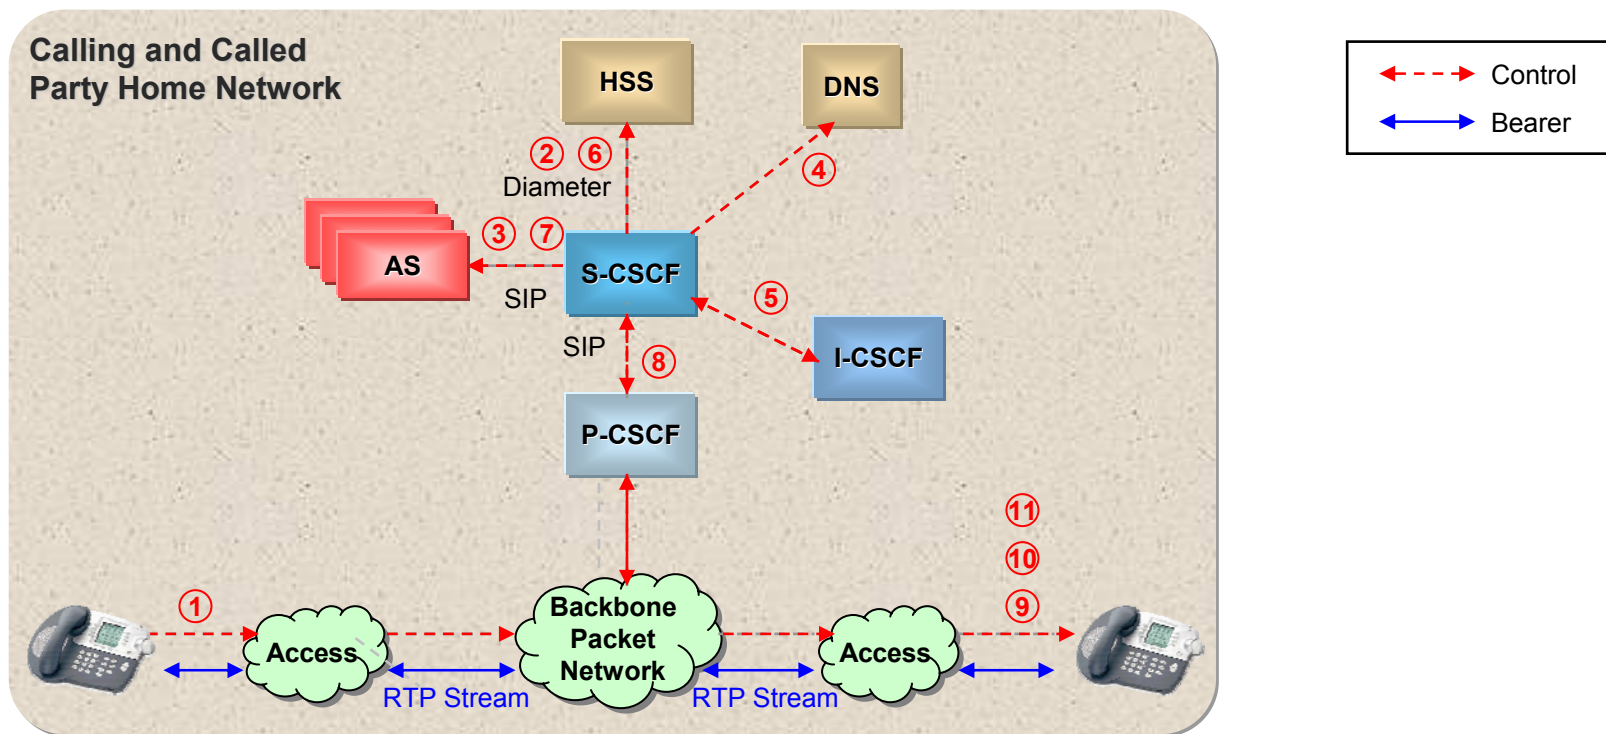 Calling and Called
Party Home Network
HSS
DNS
Control
Bearer
2 6
4
Diameter
3 7
AS
S-CSCF
SIP
5
SIP
8
I-CSCF
P-CSCF
11
10
9
1
Backbone
Packet
Network
Access
Access
RTP Stream
RTP Stream